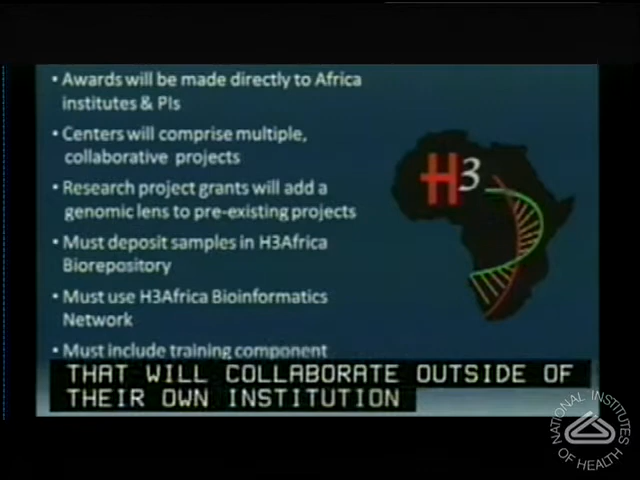 • Awards will be made directly to Africa
institutes & PIs
• Centers will comprise multiple,
collaborative projects
• Research project grants will add a
genomic lens to pre-existing projects
• Must deposit samples in H3Africa
Biorepository
• Must use H3Africa Bioinformatics
Network
• Must include training component
H3
THAT WILL COLLABORATE OUTSIDE OF
THEIR OWN INSTITUTION
NATIONAL INSTITUTES
OF HEALTH